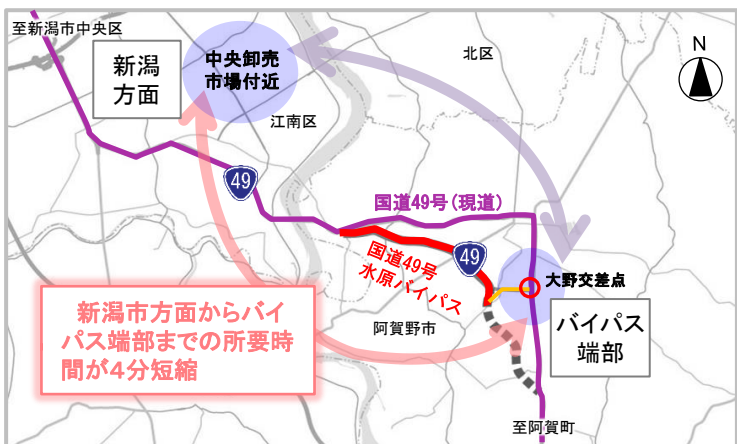 至新潟市中央区
新潟
方面
中央卸売
市場付近
北区
N
江南区
49
国道49号(現道)
国道49号
水原バイパス
49
大野交差点
新潟市方面からバイ
パス端部までの所要時
間が4分短縮
阿賀野市
バイパス
端部
至阿賀町